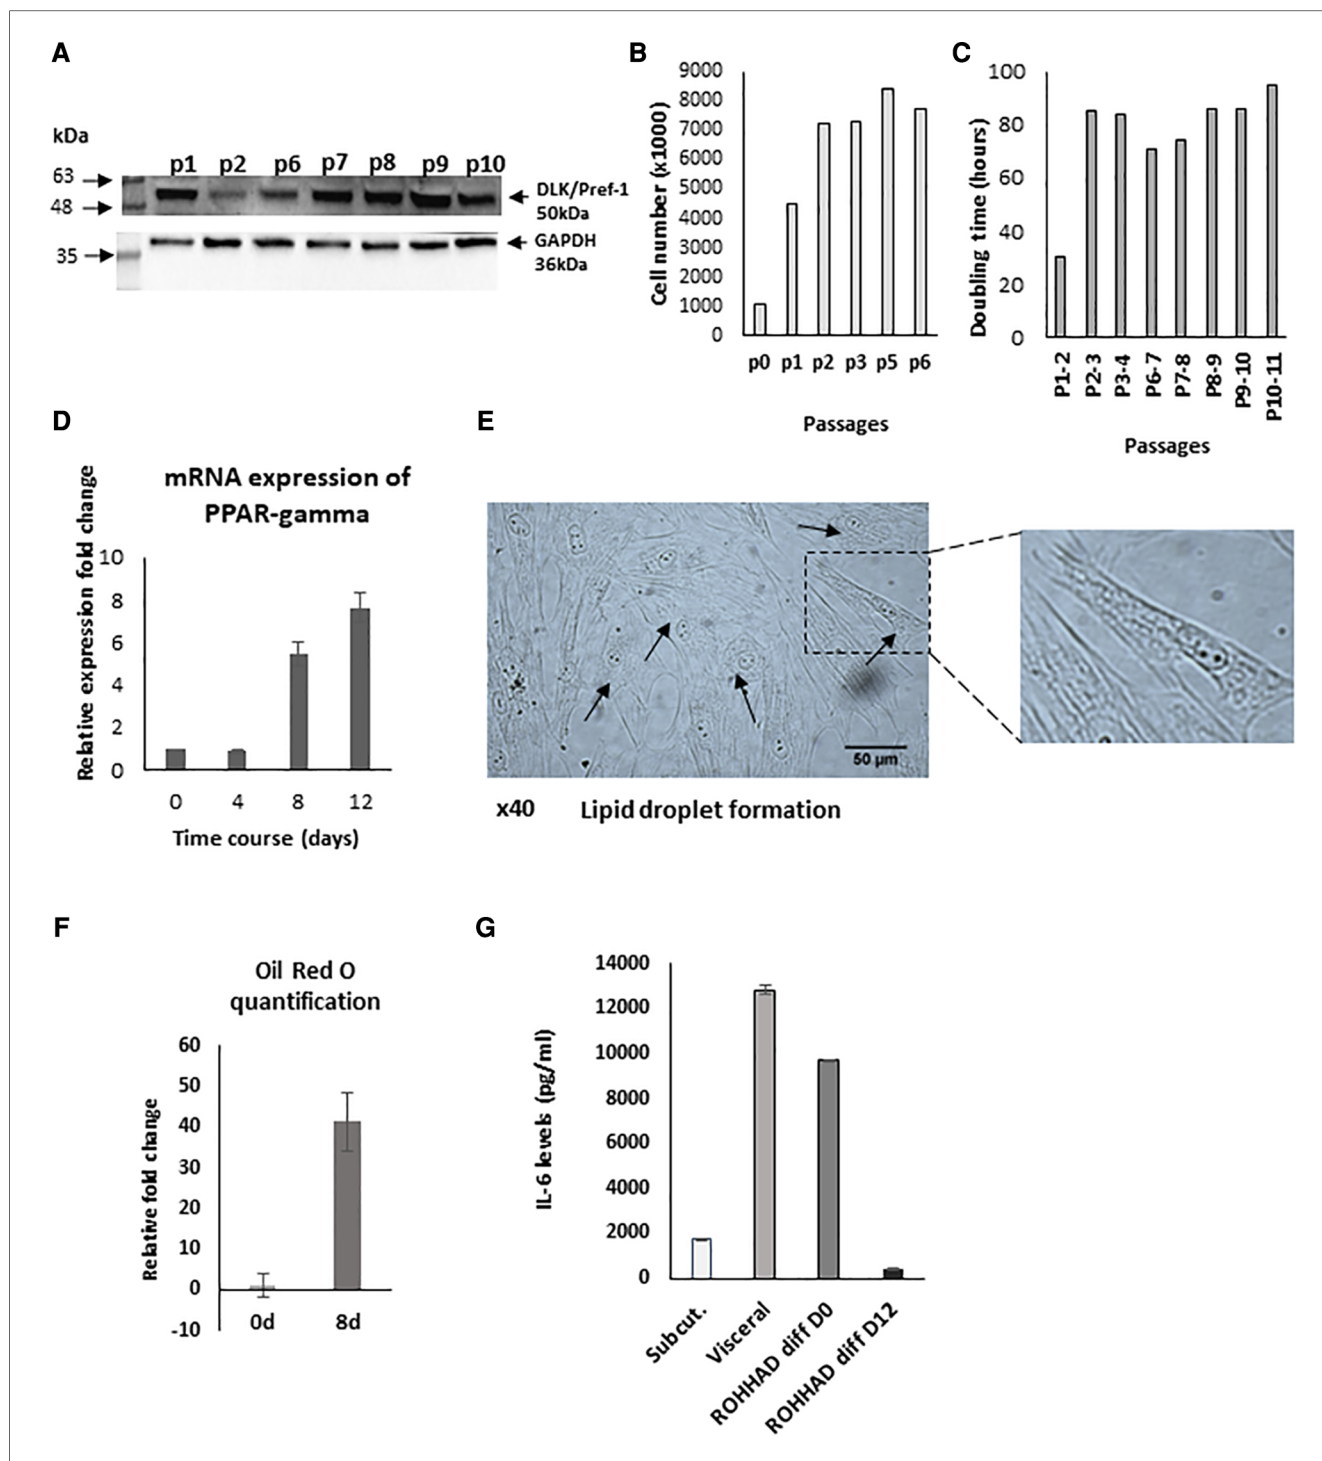 A
kDa
p1 p2 p6 p7 p8 p9 p10
63
48
DLK/Pref-1
50kDa
35
GAPDH
36kDa
B
Cell number (x1000)
9000
8000
7000
6000
5000
4000
3000
2000
1000
0
p0 p1 p2 p3 p5 p6
Passages
C
Doubling time (hours)
100
80
60
40
20
0
P1-2
P2-3
P3-4
P6-7
P7-8
P8-9
P9-10
P10-11
Passages
D
mRNA expression of
PPAR-gamma
Relative expression fold change
10
8
6
4
2
0
0 4 8 12
Time course (days)
E
50 µm
x40 Lipid droplet formation
F
Oil Red O
quantification
Relative fold change
60
50
40
30
20
10
0
-10
0d 8d
G
IL-6 levels (pg/ml)
14000
12000
10000
8000
6000
4000
2000
0
Subcut.
Visceral
ROHHAD diff D0
ROHHAD diff D12